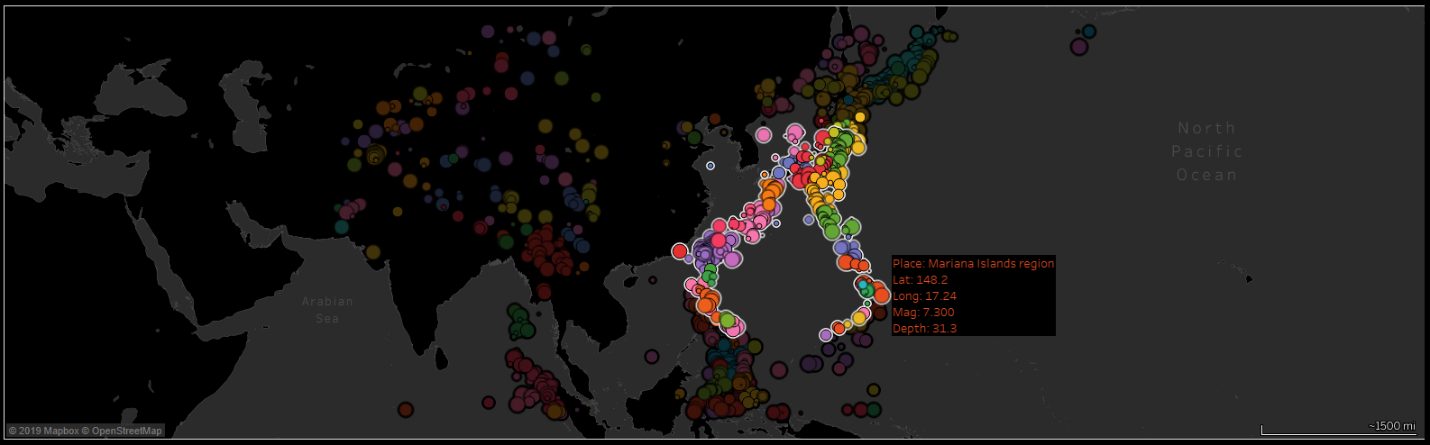 North
Pacific
Ocean
Place: Mariana Islands region
Lat: 148.2
Long: 17.24
Mag: 7.300
Depth: 31.3
Arabian
Sea
© 2019 Mapbox © OpenStreetMap
~1500 mi